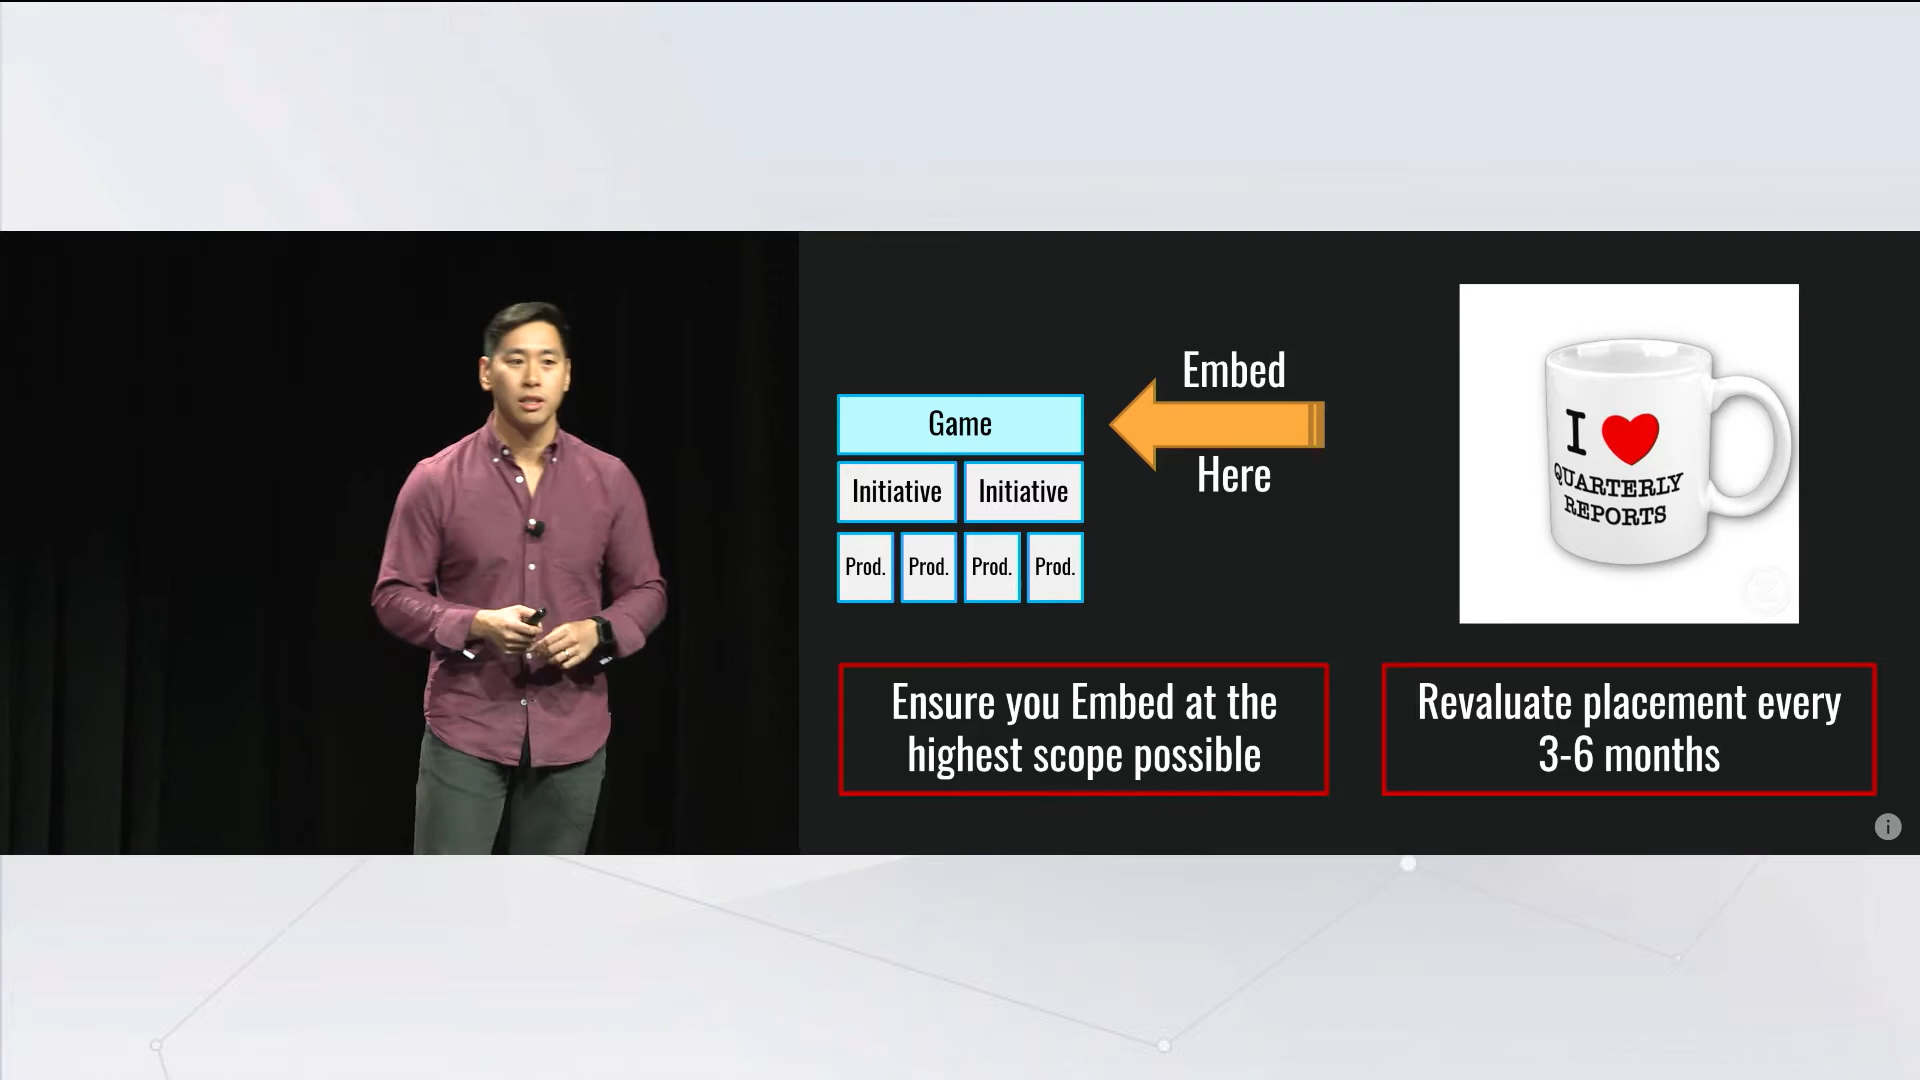 Embed
Game
Here
Initiative
Initiative
Prod.
Prod.
Prod.
Prod.
I
QUARTERLY
REPORTS
Ensure you Embed at the
highest scope possible
Revaluate placement every
3-6 months
i